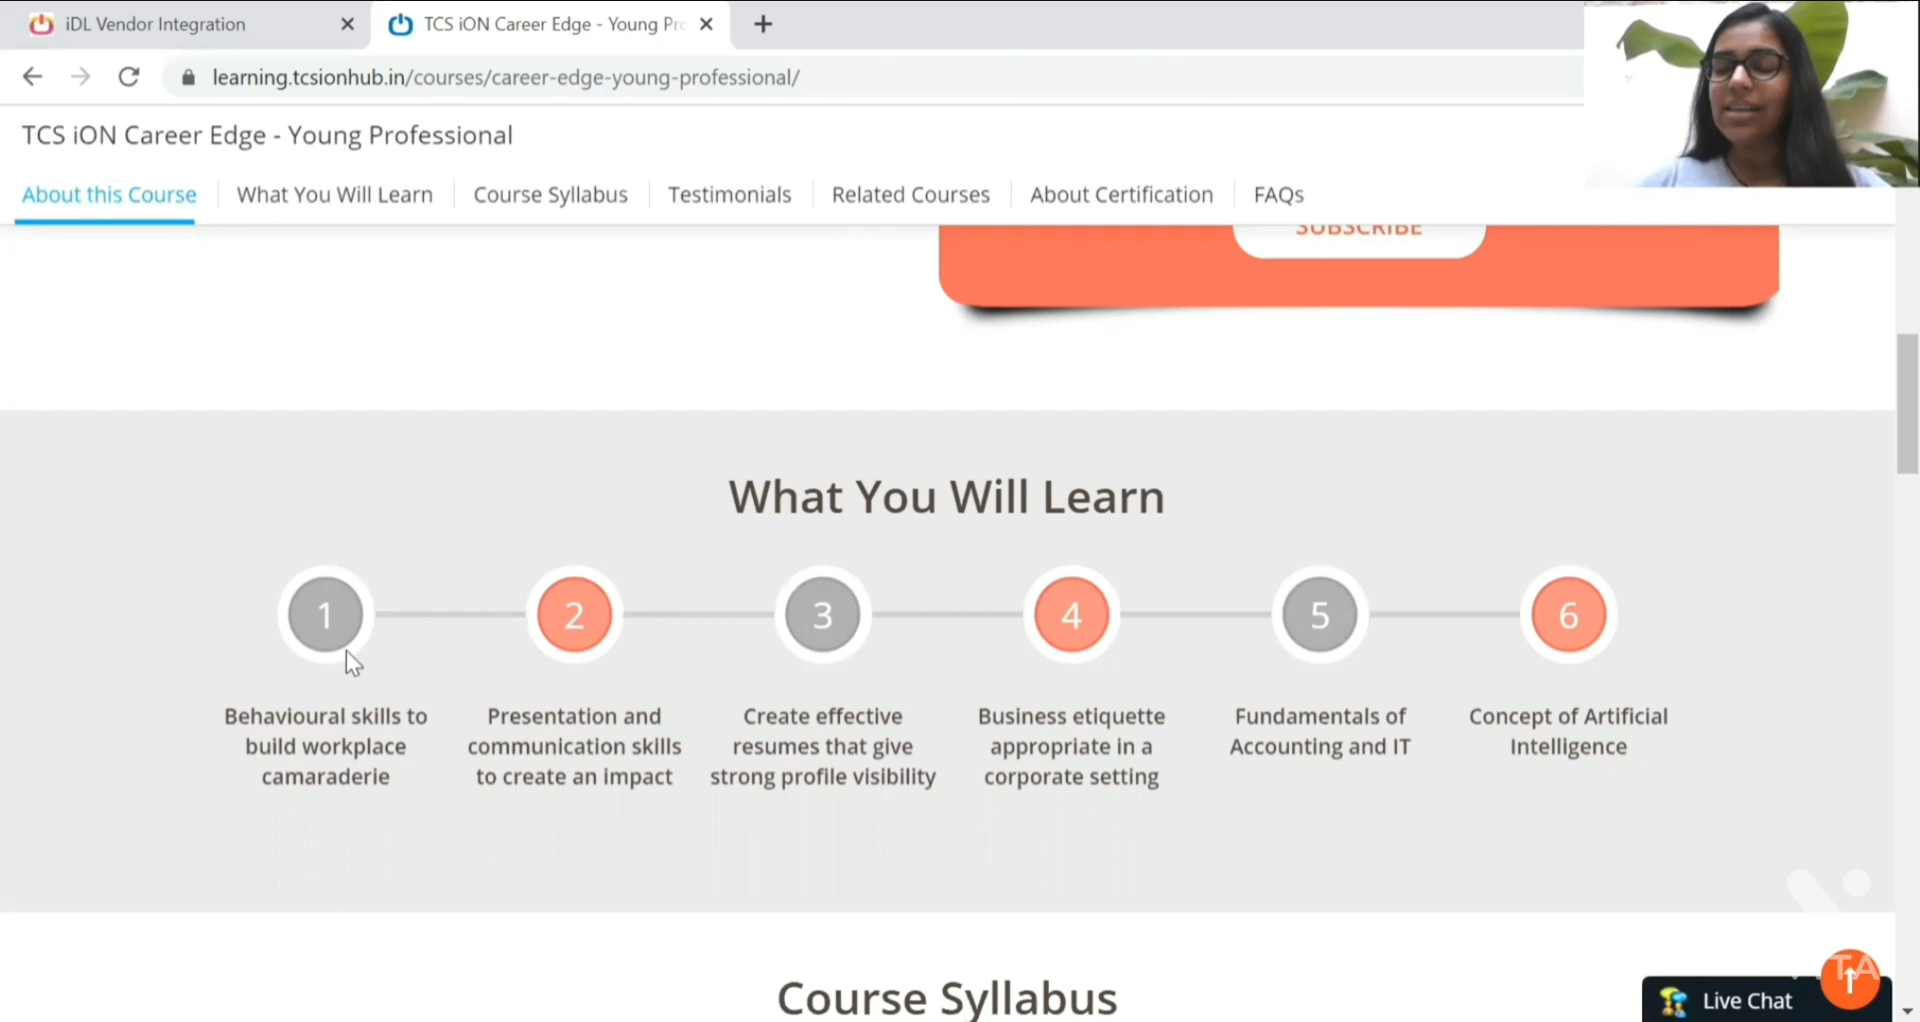 iDL Vendor Integration
TCS iON Career Edge - Young Pr
learning.tcsionhub.in/courses/career-edge-young-professional/
TCS iON Career Edge - Young Professional
About this Course
What You Will Learn
Course Syllabus
Testimonials
Related Courses
About Certification
FAQs
SUBSCRIBE
What You Will Learn
1
2
3
4
5
6
Behavioural skills to
build workplace
camaraderie
Presentation and
communication skills
to create an impact
Create effective
resumes that give
strong profile visibility
Business etiquette
appropriate in a
corporate setting
Fundamentals of
Accounting and IT
Concept of Artificial
Intelligence
Course Syllabus
Live Chat